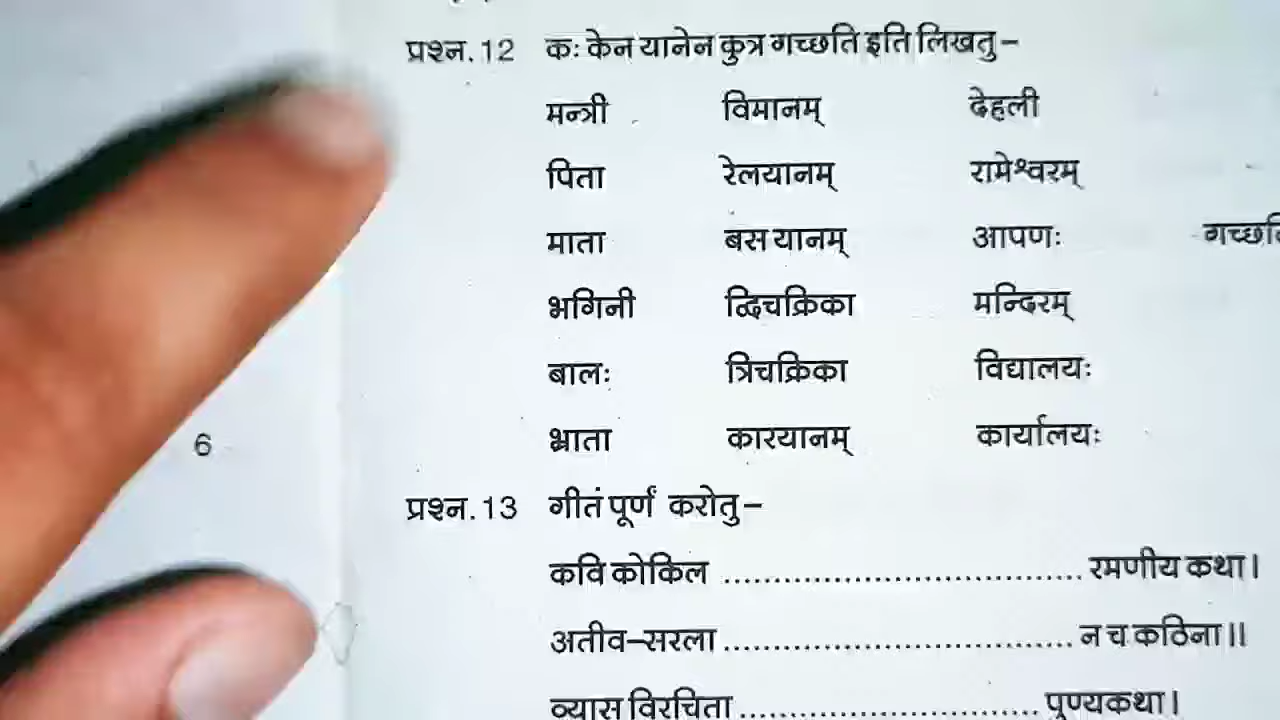 प्रश्न.12 कः केन यानेन कुत्र गच्छति इति लिखतु–
मन्त्री विमानम् देहली
पिता रेलयानम् रामेश्वरम्
माता बस यानम् आपणः
भगिनी द्विचक्रिका मन्दिरम्
बालः त्रिचक्रिका विद्यालयः
6 भ्राता कारयानम् कार्यालयः
प्रश्न.13 गीतं पूर्णं करोतु–
कवि कोकिल .................................... रमणीय कथा।
अतीव–सरला ................................... न च कठिना।।
व्यास विरचिता .............................. पुण्यकथा।